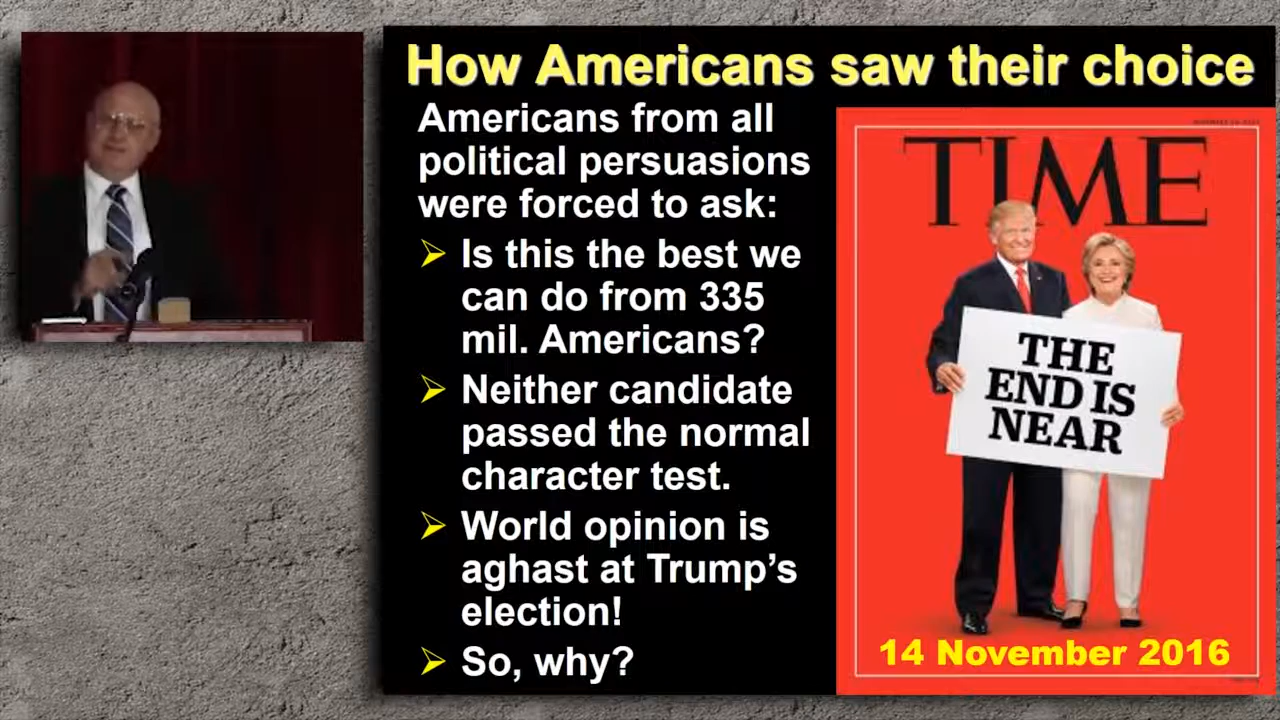 How Americans saw their choice
Americans from all
political persuasions
were forced to ask:
Is this the best we
can do from 335
mil. Americans?
Neither candidate
passed the normal
character test.
World opinion is
aghast at Trump's
election!
So, why?
TIME
THE
END IS
NEAR
14 November 2016